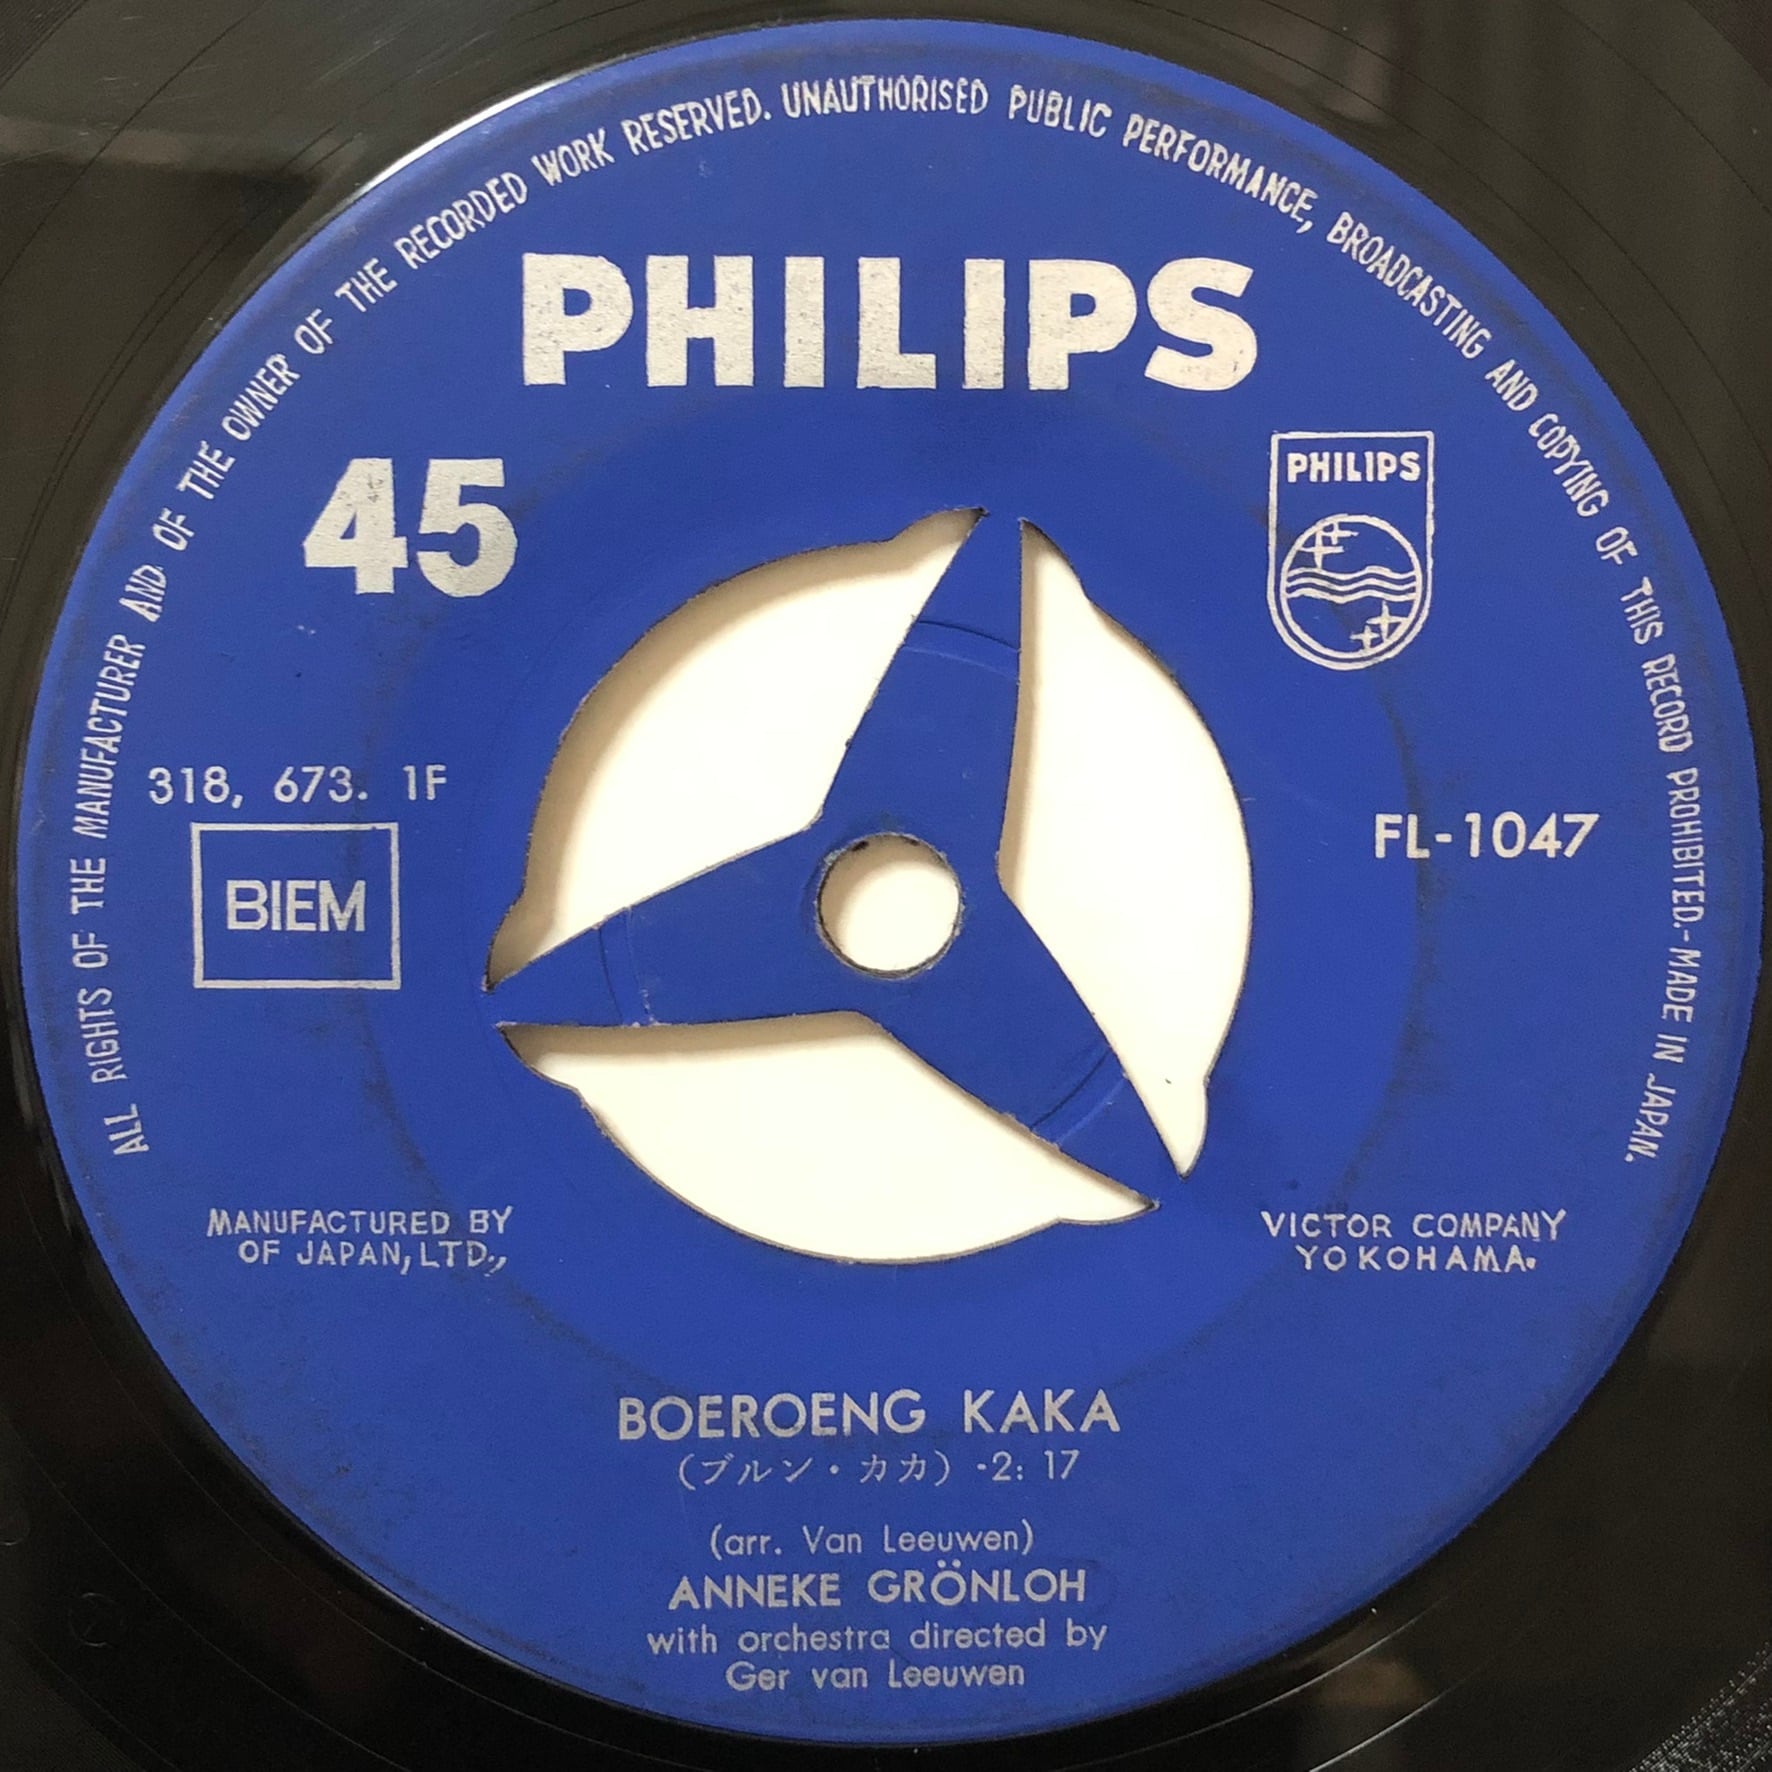 ALL RIGHTS OF THE MANUFACTURER AND OF THE OWNER OF THE RECORDED WORK RESERVED. UNAUTHORISED PUBLIC PERFORMANCE, BROADCASTING AND COPYING OF THIS RECORD PROHIBITED.-MADE IN JAPAN.
PHILIPS
45
PHILIPS
318, 673. 1F
BIEM
FL-1047
MANUFACTURED BY
OF JAPAN, LTD.,
VICTOR COMPANY
YOKOHAMA.
BOEROENG KAKA
(ブルン・カカ) -2: 17
(arr. Van Leeuwen)
ANNEKE GRÖNLOH
with orchestra directed by
Ger van Leeuwen